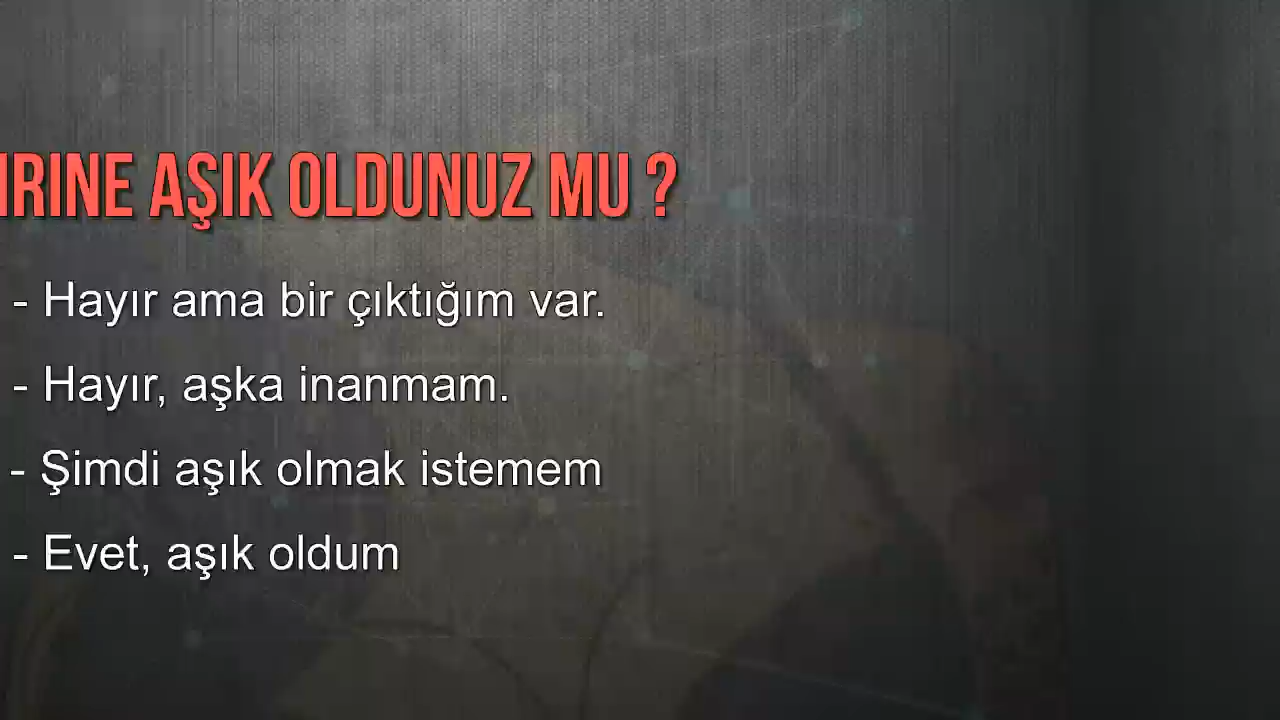 IRINE AŞIK OLDUNUZ MU ?
- Hayır ama bir çıktığım var.
- Hayır, aşka inanmam.
- Şimdi aşık olmak istemem
- Evet, aşık oldum